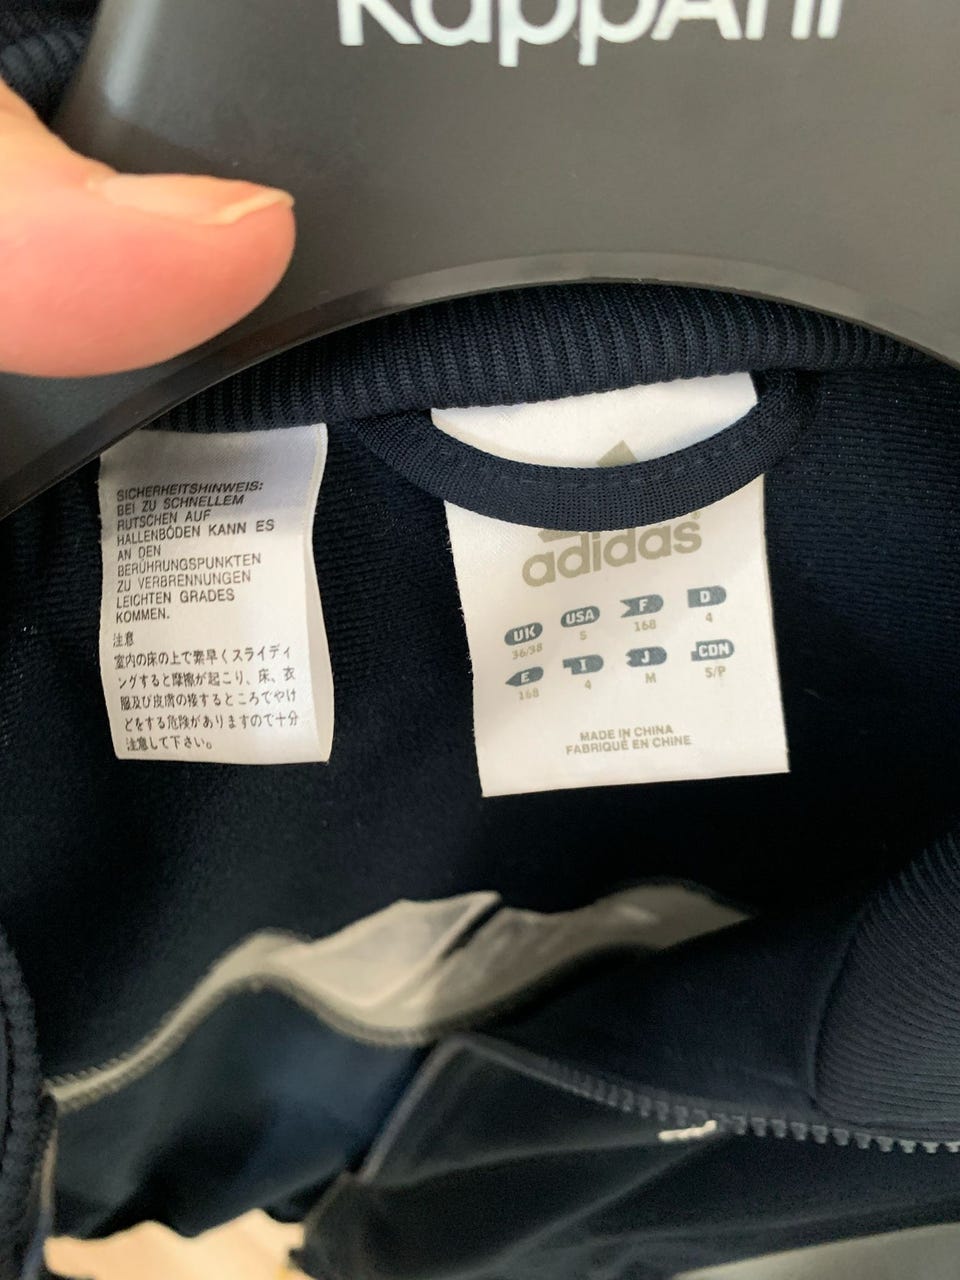 KappAhl
SICHERHEITSHINWEIS:
BEI ZU SCHNELLEM
RUTSCHEN AUF
HALLENBÖDEN KANN ES
AN DEN
BERÜHRUNGSPUNKTEN
ZU VERBRENNUNGEN
LEICHTEN GRADES
KOMMEN.
注意
室内の床の上で素早くスライディ
ングすると摩擦が起こり、床、衣
服及び皮膚の接するところでやけ
どをする危険がありますので十分
注意して下さい。
adidas
UK USA F D
36/38 S 168 4
E I J CDN
168 4 M S/P
MADE IN CHINA
FABRIQUÉ EN CHINE